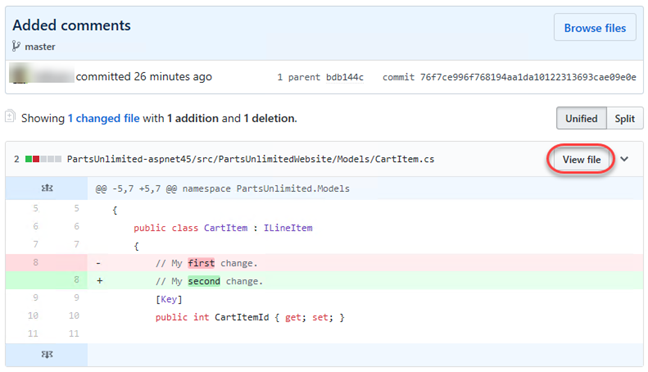 Added comments
Browse files
master
committed 26 minutes ago
1 parent bdb144c commit 76f7ce996f768194aa1da10122313693cae09e0e
Showing 1 changed file with 1 addition and 1 deletion.
Unified Split
2 PartsUnlimited-aspnet45/src/PartsUnlimitedWebsite/Models/CartItem.cs
View file
@@ -5,7 +5,7 @@ namespace PartsUnlimited.Models
5 5 {
6 6 public class CartItem : ILineItem
7 7 {
8 - // My first change.
8 + // My second change.
9 9 [Key]
10 10 public int CartItemId { get; set; }
11 11